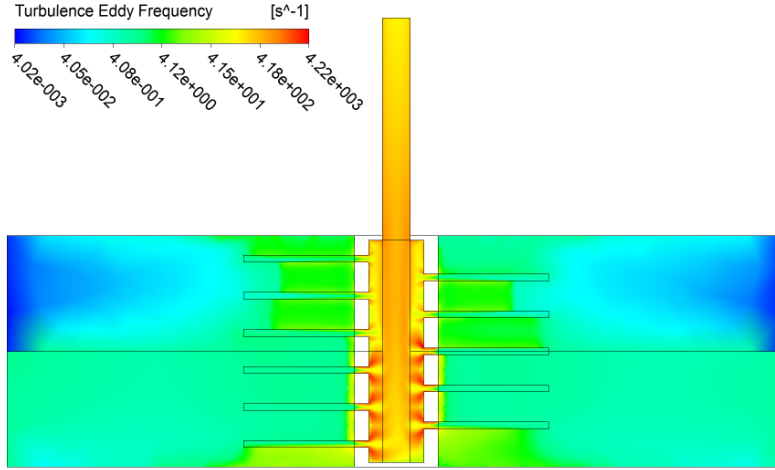 Turbulence Eddy Frequency [s^-1]
4.02e-003
4.05e-002
4.08e-001
4.12e+000
4.15e+001
4.18e+002
4.22e+003